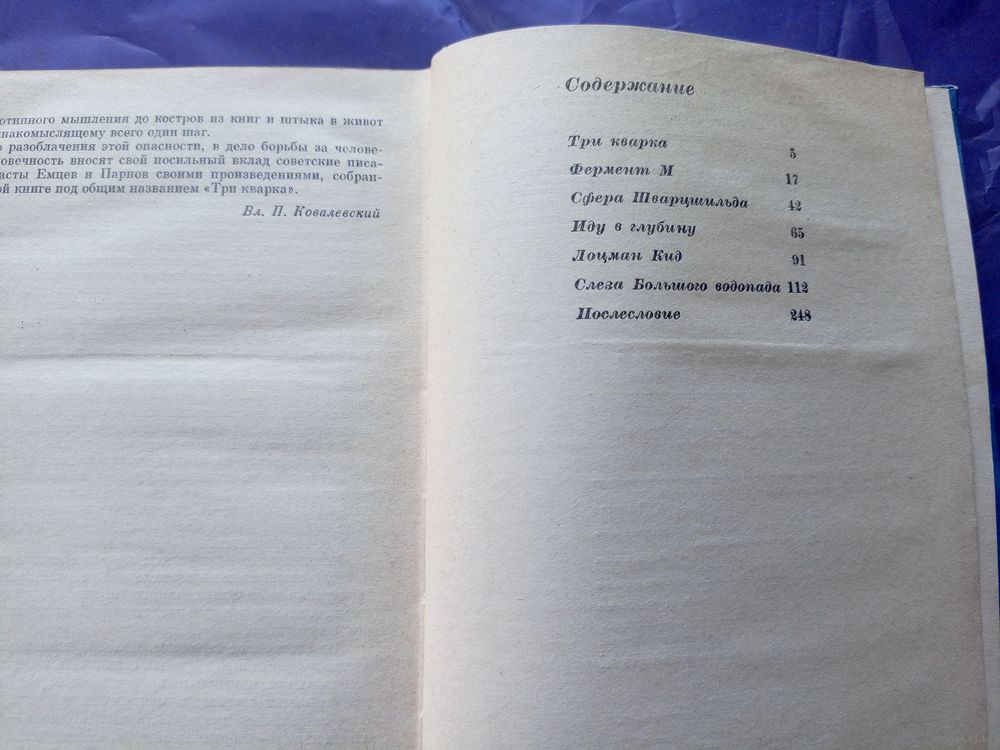 отипного мышления до костров из книг и штыка в живот
накомыслящему всего один шаг.
о разоблачения этой опасности, в дело борьбы за челове-
овечность вносят свой посильный вклад советские писа-
асты Емцев и Парнов своими произведениями, собран-
ой книге под общим названием «Три кварка».
Вл. П. Ковалевский
Содержание
Три кварка 5
Фермент М 17
Сфера Шварцшильда 42
Иду в глубину 65
Лоцман Кид 91
Слеза Большого водопада 112
Послесловие 248